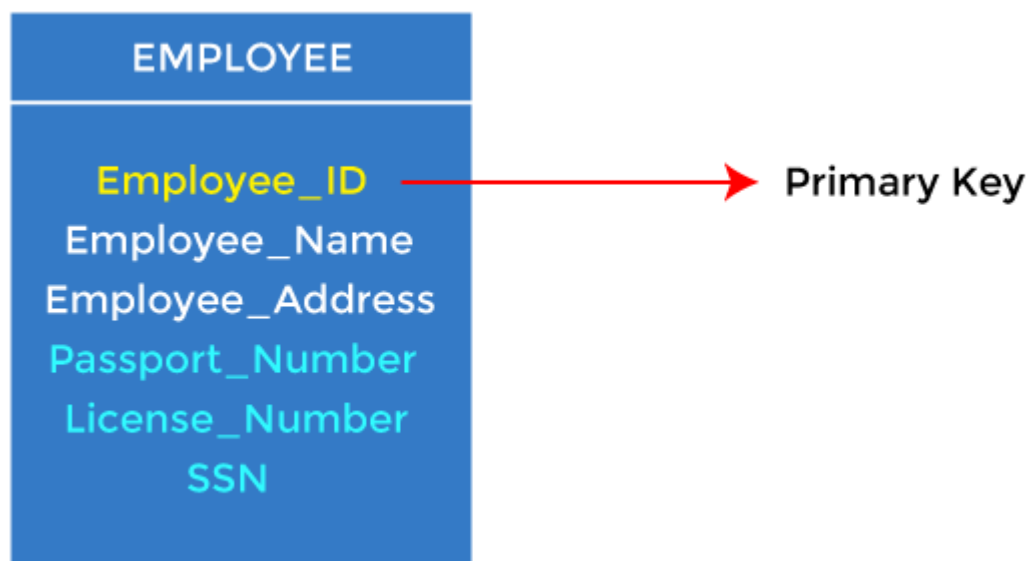 EMPLOYEE
Employee_ID
Primary Key
Employee_Name
Employee_Address
Passport_Number
License_Number
SSN